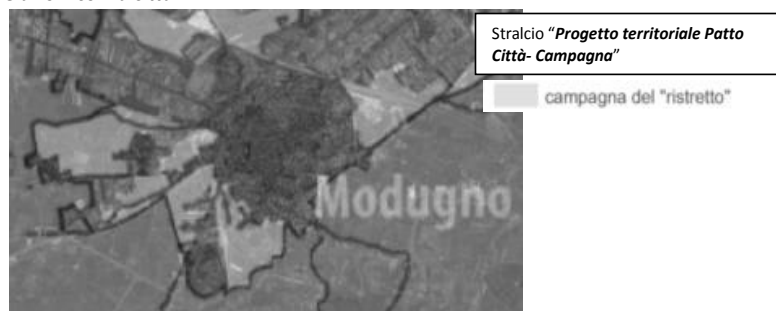 Stralcio “Progetto territoriale Patto
Città- Campagna”
campagna del "ristretto"
Modugno